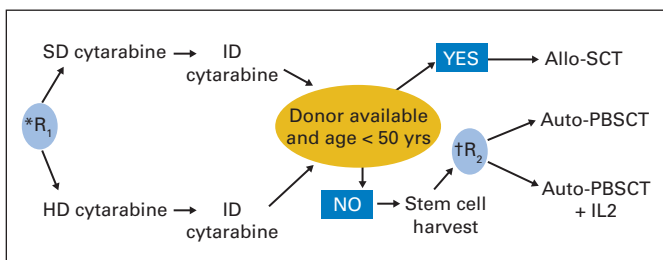 SD cytarabine
ID
cytarabine
*R1
HD cytarabine
ID
cytarabine
Donor available
and age < 50 yrs
YES
Allo-SCT
NO
Stem cell
harvest
†R2
Auto-PBSCT
Auto-PBSCT
+ IL2